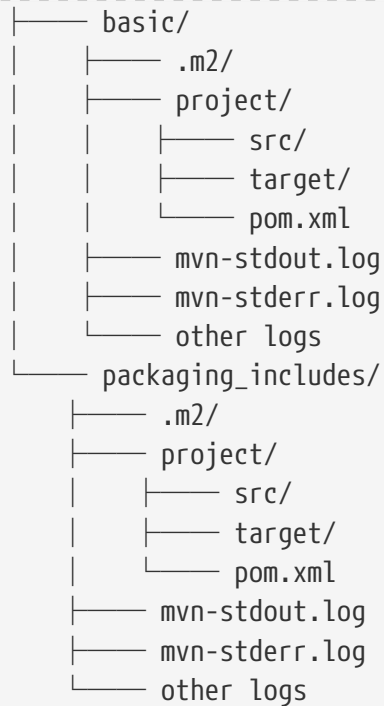 ├── basic/
│   ├── .m2/
│   ├── project/
│   │   ├── src/
│   │   ├── target/
│   │   └── pom.xml
│   ├── mvn-stdout.log
│   ├── mvn-stderr.log
│   └── other logs
└── packaging_includes/
    ├── .m2/
    ├── project/
    │   ├── src/
    │   ├── target/
    │   └── pom.xml
    ├── mvn-stdout.log
    ├── mvn-stderr.log
    └── other logs